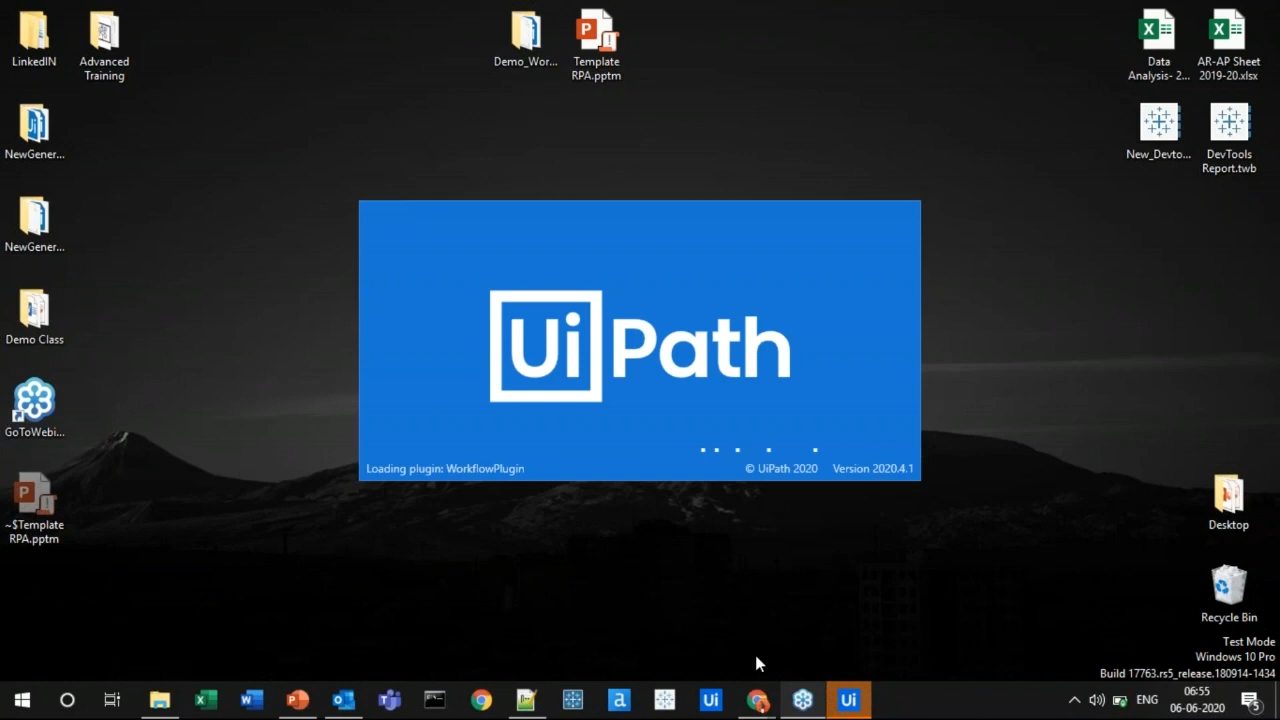 LinkedIN
Advanced
Training
Demo_Wor...
Template
RPA.pptm
Data
Analysis- 2...
AR-AP Sheet
2019-20.xlsx
NewGener...
New_Devto...
DevTools
Report.twb
NewGener...
Demo Class
GoToWebi...
~$Template
RPA.pptm
UiPath
Loading plugin: WorkflowPlugin
© UiPath 2020
Version 2020.4.1
Desktop
Recycle Bin
Test Mode
Windows 10 Pro
Build 17763.rs5_release.180914-1434
Ui
Ui
ENG
06:55
06-06-2020
5